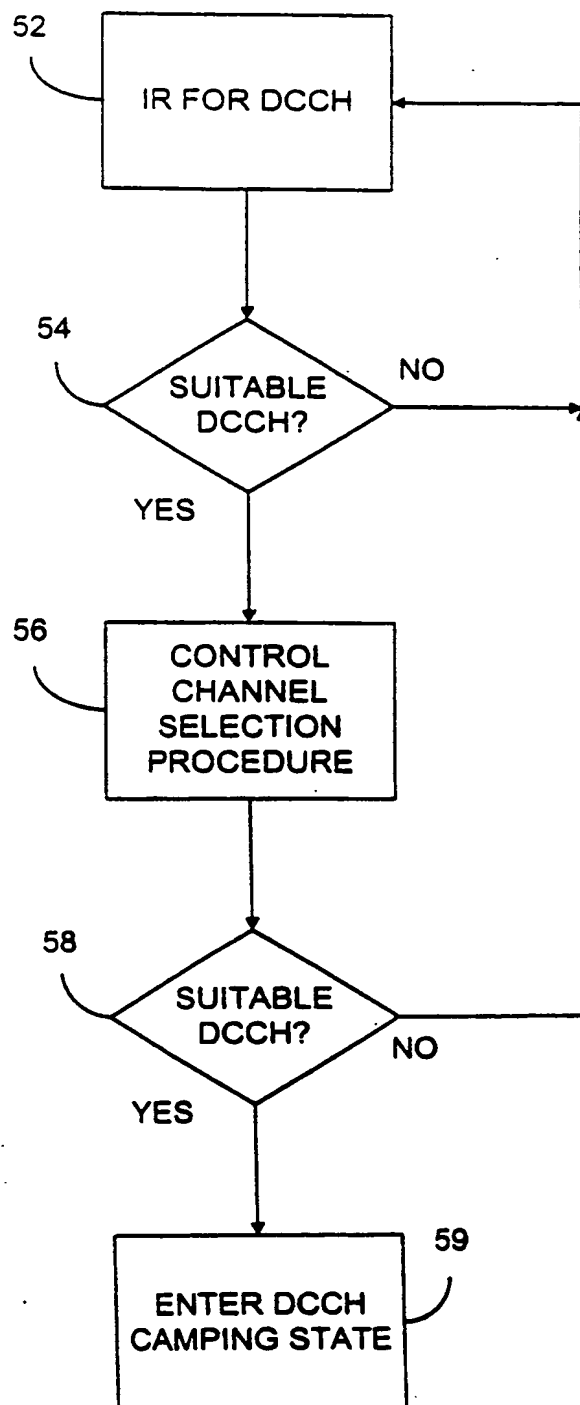 52
IR FOR DCCH
54
SUITABLE
DCCH?
NO
YES
56
CONTROL
CHANNEL
SELECTION
PROCEDURE
58
SUITABLE
DCCH?
NO
YES
59
ENTER DCCH
CAMPING STATE